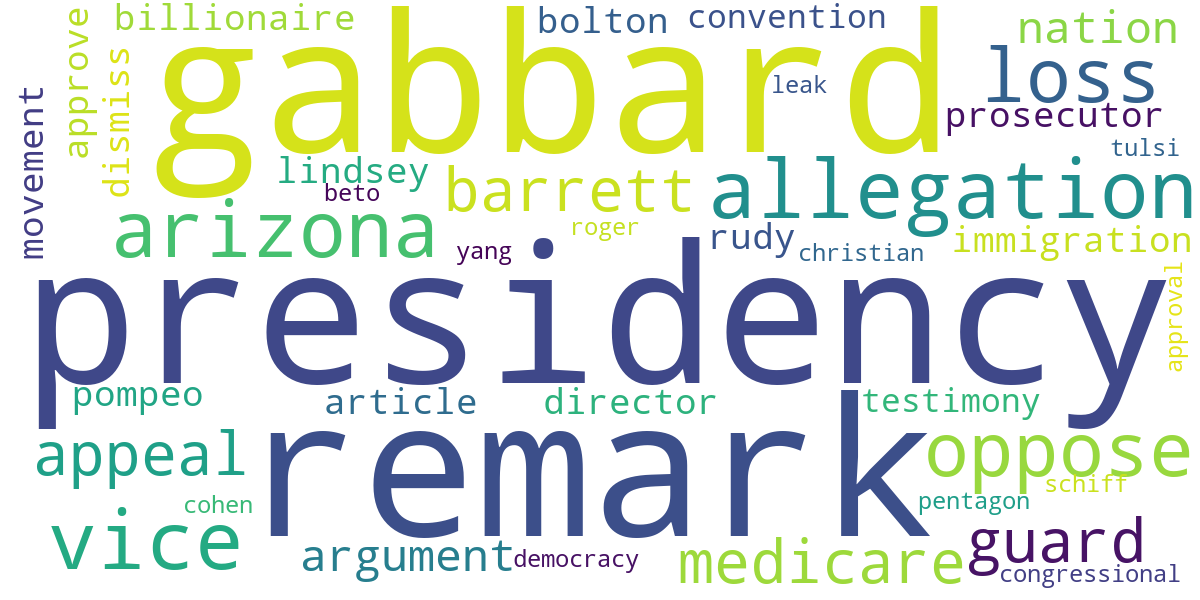 billionaire
bolton
convention
nation
approve
dismiss
movement
gabbard
leak
loss
prosecutor
tulsi
lindsey
beto
barrett
allegation
arizona
roger
rudy
immigration
yang
christian
presidency
approval
pompeo
article
director
testimony
remark
appeal
oppose
schiff
cohen
pentagon
vice
guard
argument
democracy
medicare
congressional